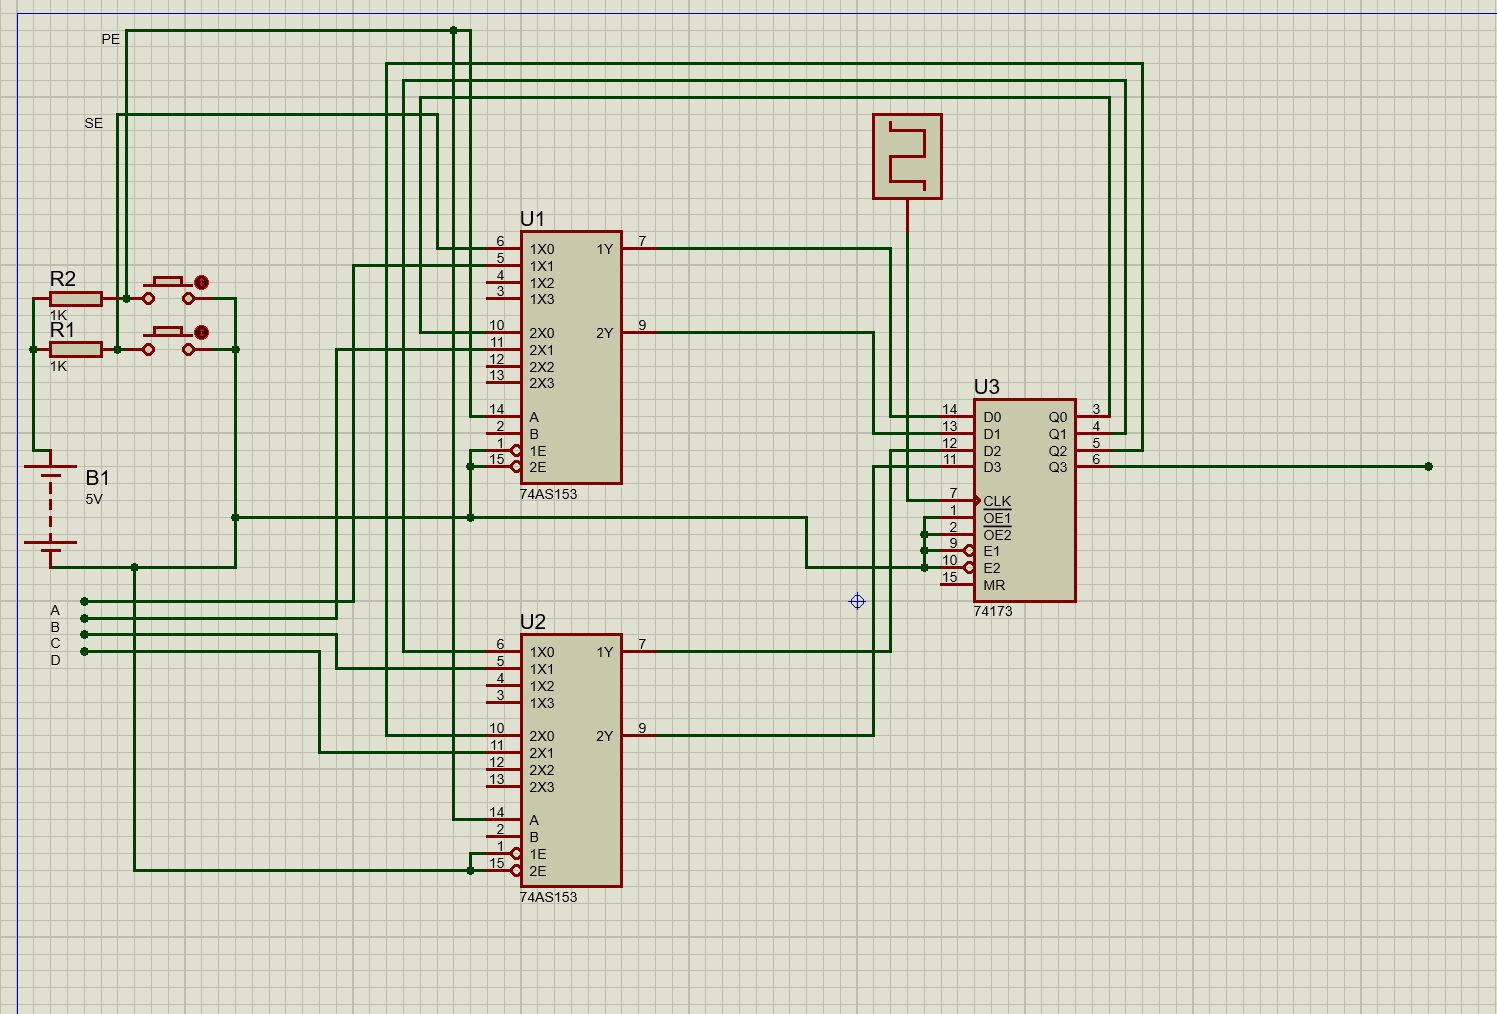 PE
SE
U1
6 1X0 1Y 7
5 1X1
4 1X2
3 1X3
10 2X0 2Y 9
11 2X1
12 2X2
13 2X3
14 A
2 B
1 1E
15 2E
74AS153
R2
1K
R1
1K
B1
5V
U3
14 D0 Q0 3
13 D1 Q1 4
12 D2 Q2 5
11 D3 Q3 6
7 CLK
1 OE1
2 OE2
9 E1
10 E2
15 MR
74173
A
B
C
D
U2
6 1X0 1Y 7
5 1X1
4 1X2
3 1X3
10 2X0 2Y 9
11 2X1
12 2X2
13 2X3
14 A
2 B
1 1E
15 2E
74AS153